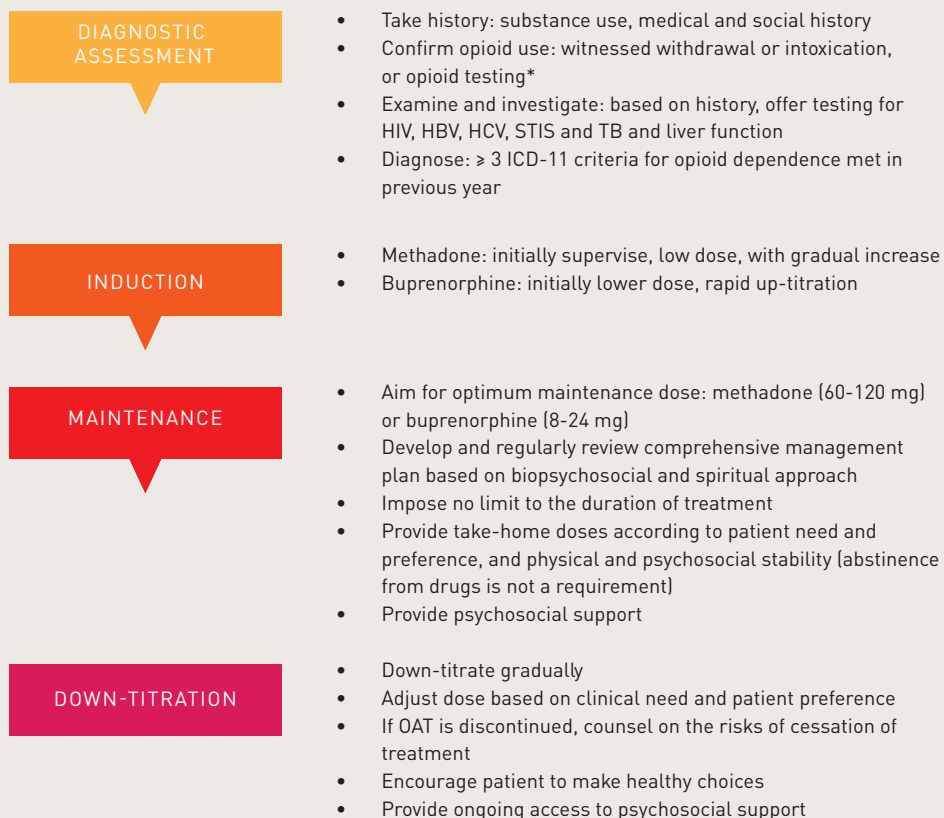 DIAGNOSTIC
ASSESSMENT
• Take history: substance use, medical and social history
• Confirm opioid use: witnessed withdrawal or intoxication,
or opioid testing*
• Examine and investigate: based on history, offer testing for
HIV, HBV, HCV, STIS and TB and liver function
• Diagnose: ⩾ 3 ICD-11 criteria for opioid dependence met in
previous year
INDUCTION
• Methadone: initially supervise, low dose, with gradual increase
• Buprenorphine: initially lower dose, rapid up-titration
MAINTENANCE
• Aim for optimum maintenance dose: methadone (60-120 mg)
or buprenorphine (8-24 mg)
• Develop and regularly review comprehensive management
plan based on biopsychosocial and spiritual approach
• Impose no limit to the duration of treatment
• Provide take-home doses according to patient need and
preference, and physical and psychosocial stability (abstinence
from drugs is not a requirement)
• Provide psychosocial support
DOWN-TITRATION
• Down-titrate gradually
• Adjust dose based on clinical need and patient preference
• If OAT is discontinued, counsel on the risks of cessation of
treatment
• Encourage patient to make healthy choices
• Provide ongoing access to psychosocial support